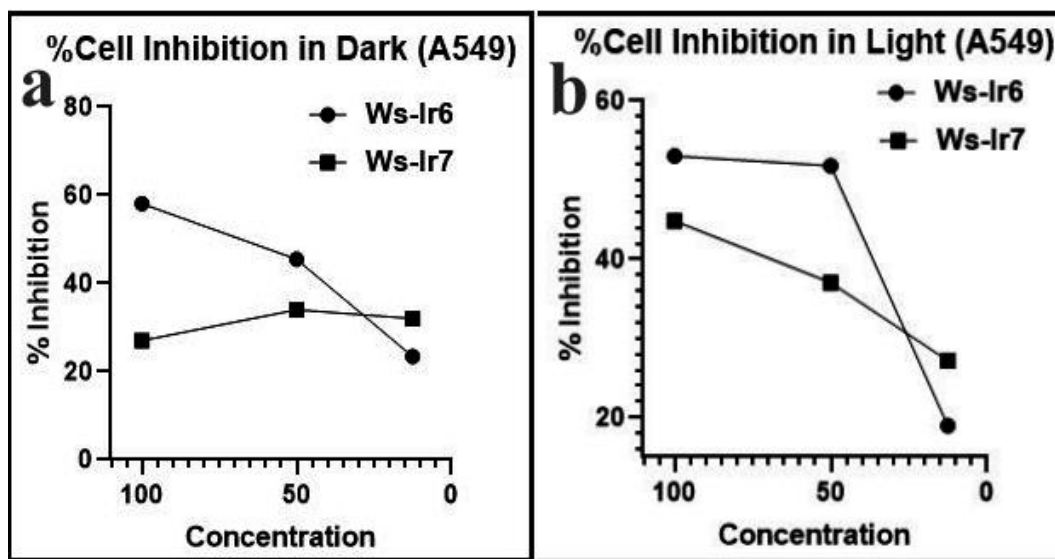 %Cell Inhibition in Dark (A549)
a
Ws-Ir6
Ws-Ir7
80
60
40
20
0
% Inhibition
100
50
0
Concentration
%Cell Inhibition in Light (A549)
b
Ws-Ir6
Ws-Ir7
60
40
20
% Inhibition
100
50
0
Concentration